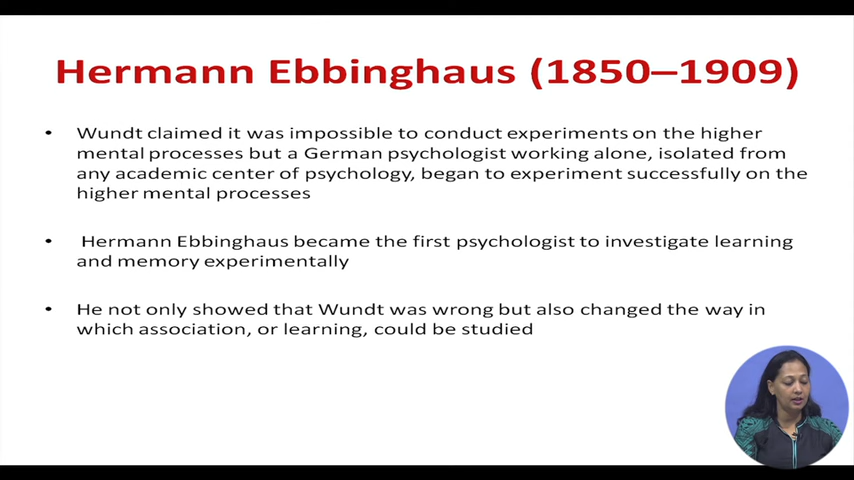 Hermann Ebbinghaus (1850–1909)
• Wundt claimed it was impossible to conduct experiments on the higher
mental processes but a German psychologist working alone, isolated from
any academic center of psychology, began to experiment successfully on the
higher mental processes
• Hermann Ebbinghaus became the first psychologist to investigate learning
and memory experimentally
• He not only showed that Wundt was wrong but also changed the way in
which association, or learning, could be studied